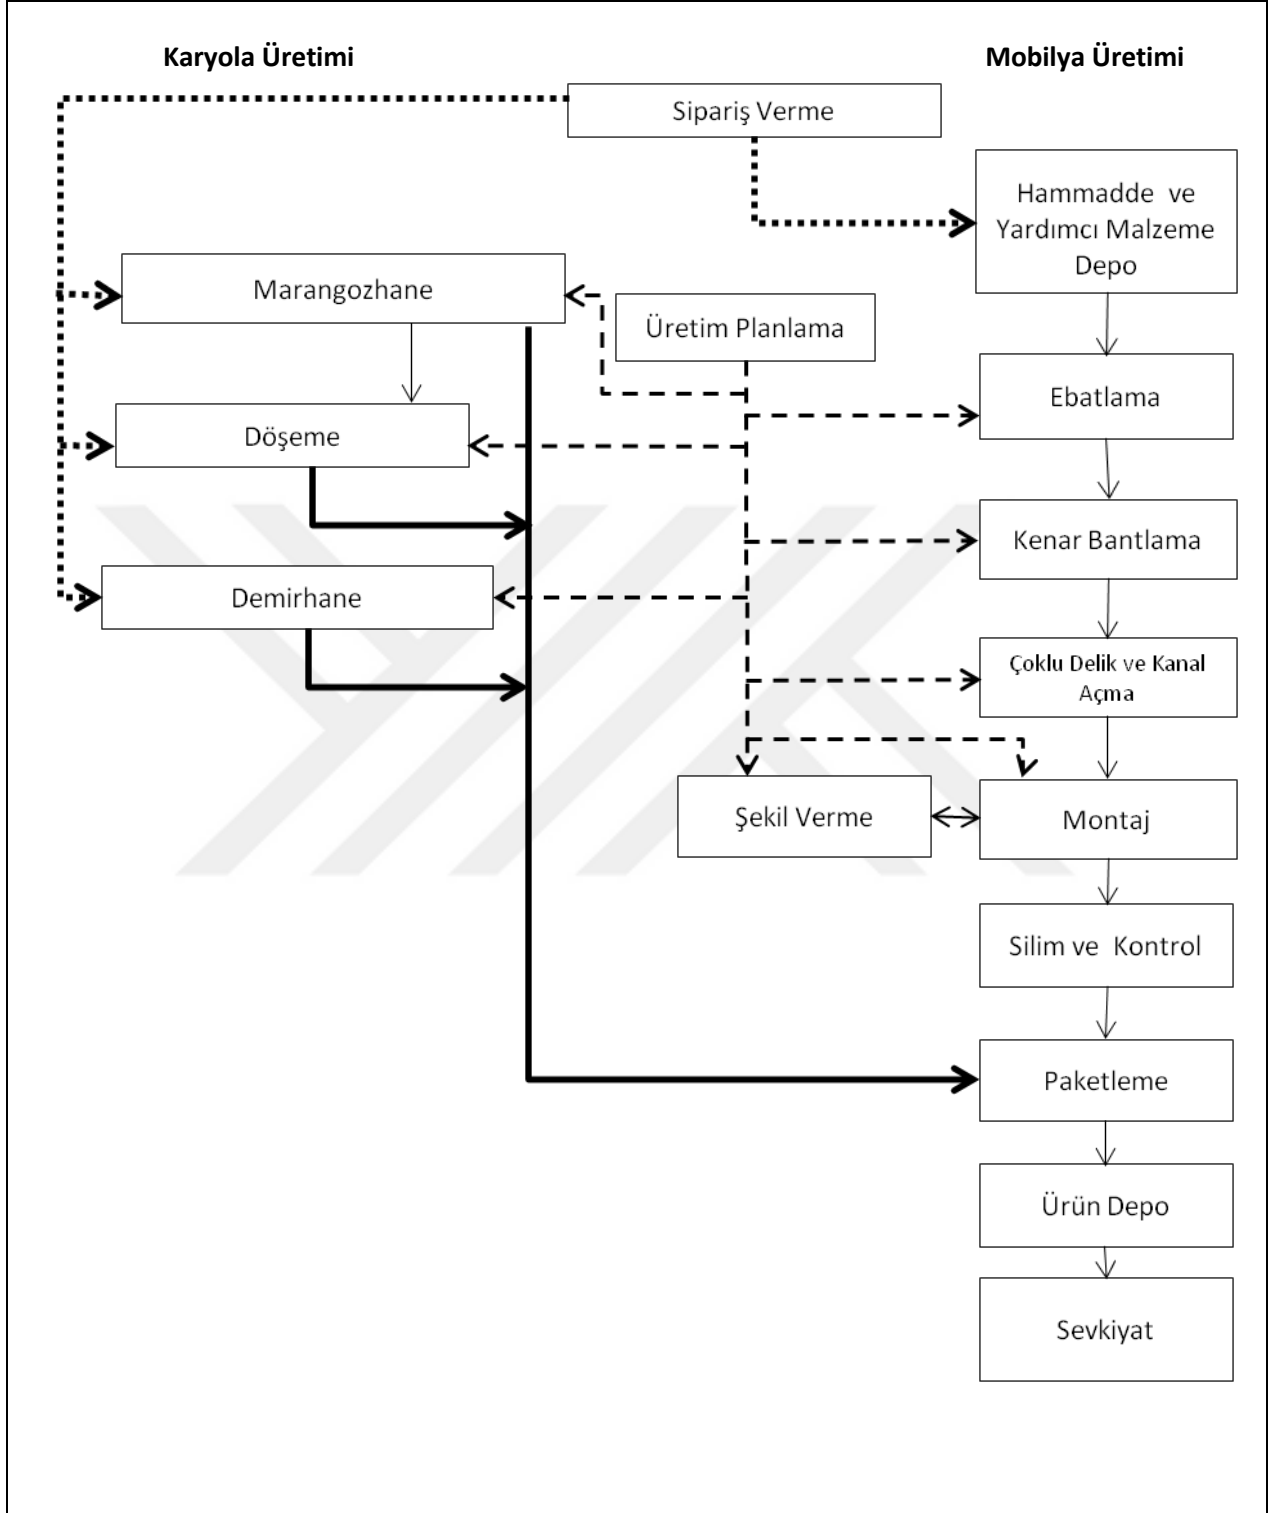 Karyola Üretimi
Mobilya Üretimi
Sipariş Verme
Hammadde ve
Yardımcı Malzeme
Depo
Marangozhane
Üretim Planlama
Ebatlama
Döşeme
Kenar Bantlama
Demirhane
Çoklu Delik ve Kanal
Açma
Şekil Verme
Montaj
Silim ve Kontrol
Paketleme
Ürün Depo
Sevkiyat